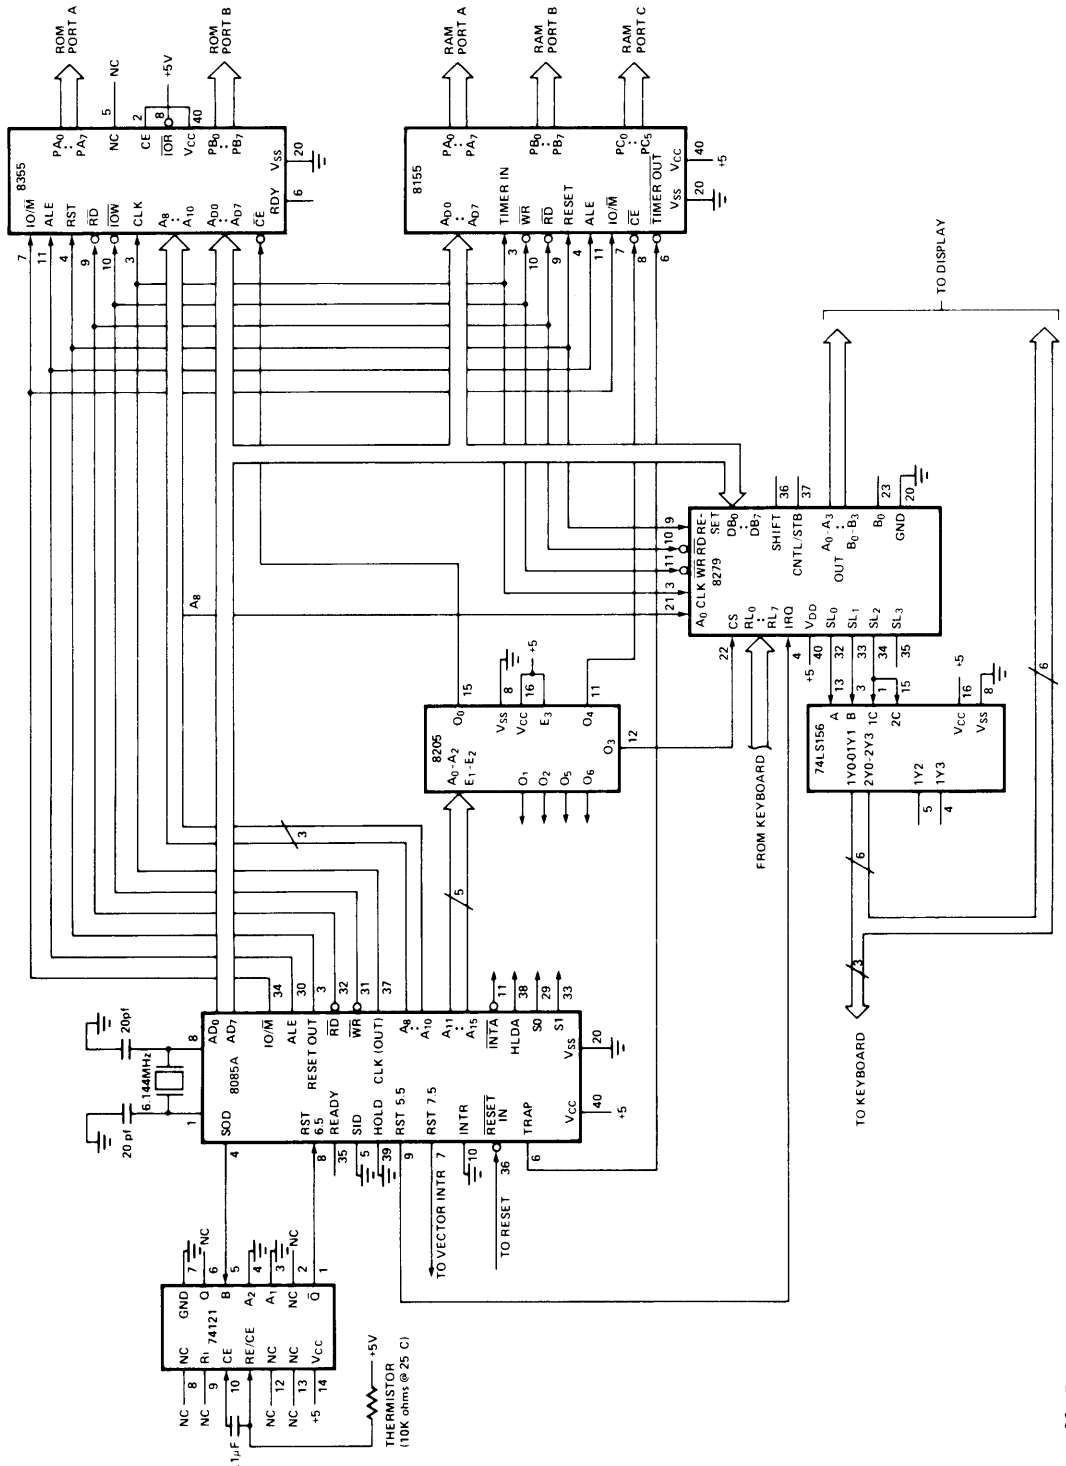 ROM
PORT A
NC
5
+5V
ROM
PORT B
RAM
PORT A
RAM
PORT B
RAM
PORT C
8355
PA0
:
PA7
NC
CE
2
IOR
8
VCC
40
PB0
:
PB7
VSS
20
RDY
6
IO/M
ALE
RST
RD
IOW
CLK
A8
:
A10
AD0
:
AD7
CE
7
11
4
9
10
3
8155
PA0
:
PA7
PB0
:
PB7
PC0
:
PC5
AD0
:
AD7
TIMER IN
WR
RD
RESET
ALE
IO/M
CE
TIMER OUT
VSS
VCC
20
40
+5
3
10
9
4
11
7
8
6
TO DISPLAY
8279
A0 CLK WR RD RE-
SET
21
3
11
10
9
DB0
:
DB7
SHIFT
36
CNTL/STB
37
A0-A3
:
B0-B3
OUT
B0
23
GND
20
CS
22
RL0
:
RL7
IRQ
4
VDD
40
+5
SL0
32
SL1
33
SL2
34
SL3
35
A8
8205
A0-A2
E1-E2
O0
15
VSS
8
VCC
16
+5
E3
O4
11
O3
12
O1
O2
O5
O6
FROM KEYBOARD
74LS156
A
13
B
3
1C
1
2C
15
VCC
16
+5
VSS
8
1Y0-01Y1
2Y0-2Y3
1Y2
5
1Y3
4
6
6
3
TO KEYBOARD
3
5
8085A
AD0
AD7
IO/M
34
ALE
30
RESET OUT
3
RD
32
WR
31
CLK (OUT)
37
A8
:
A10
A11
:
A15
INTA
11
HLDA
38
S0
29
S1
33
VSS
20
VCC
40
+5
8
20pf
6.144MHz
20 pf
1
SOD
4
RST
6.5
8
READY
35
SID
5
HOLD
39
RST 5.5
9
RST 7.5
7
INTR
10
RESET
IN
36
TRAP
6
TO VECTOR INTR
TO RESET
74121
GND
7
Q
6
NC
B
5
A2
4
A1
3
NC
2
NC
Q
1
NC
8
NC
RI
9
NC
CE
10
RE/CE
NC
12
NC
NC
13
NC
VCC
14
+5
.1μF
+5V
THERMISTOR
(10K ohms @ 25 C)